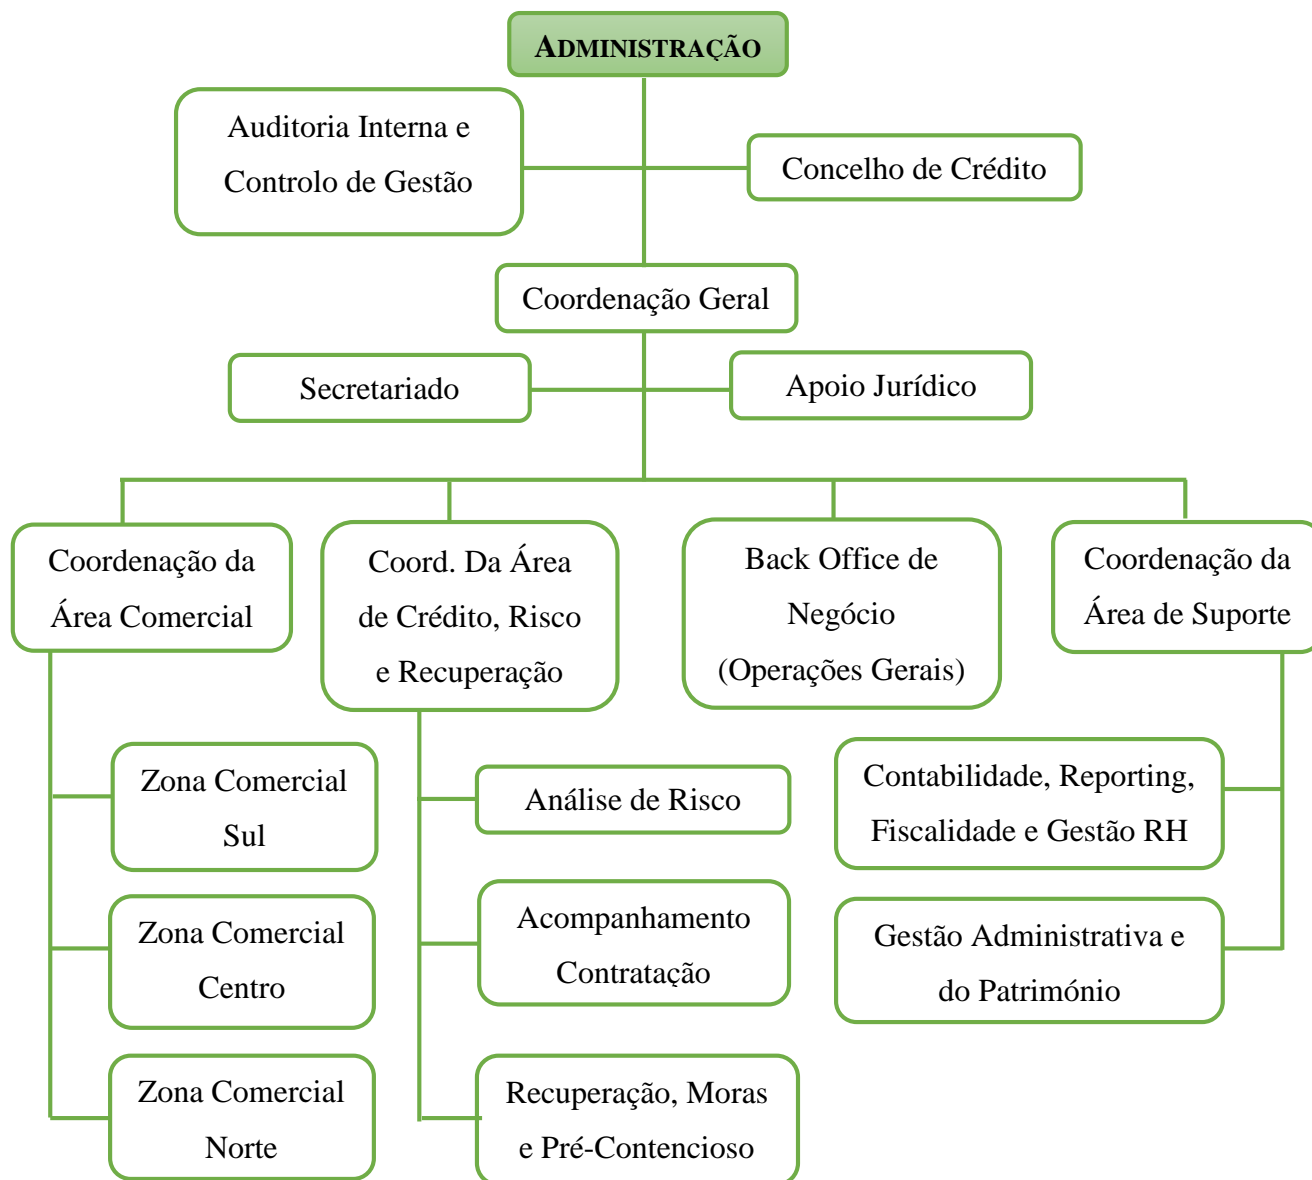 ADMINISTRAÇÃO
Auditoria Interna e
Controlo de Gestão
Concelho de Crédito
Coordenação Geral
Secretariado
Apoio Jurídico
Coordenação da
Área Comercial
Coord. Da Área
de Crédito, Risco
e Recuperação
Back Office de
Negócio
(Operações Gerais)
Coordenação da
Área de Suporte
Zona Comercial
Sul
Zona Comercial
Centro
Zona Comercial
Norte
Análise de Risco
Acompanhamento
Contratação
Recuperação, Moras
e Pré-Contencioso
Contabilidade, Reporting,
Fiscalidade e Gestão RH
Gestão Administrativa e
do Património